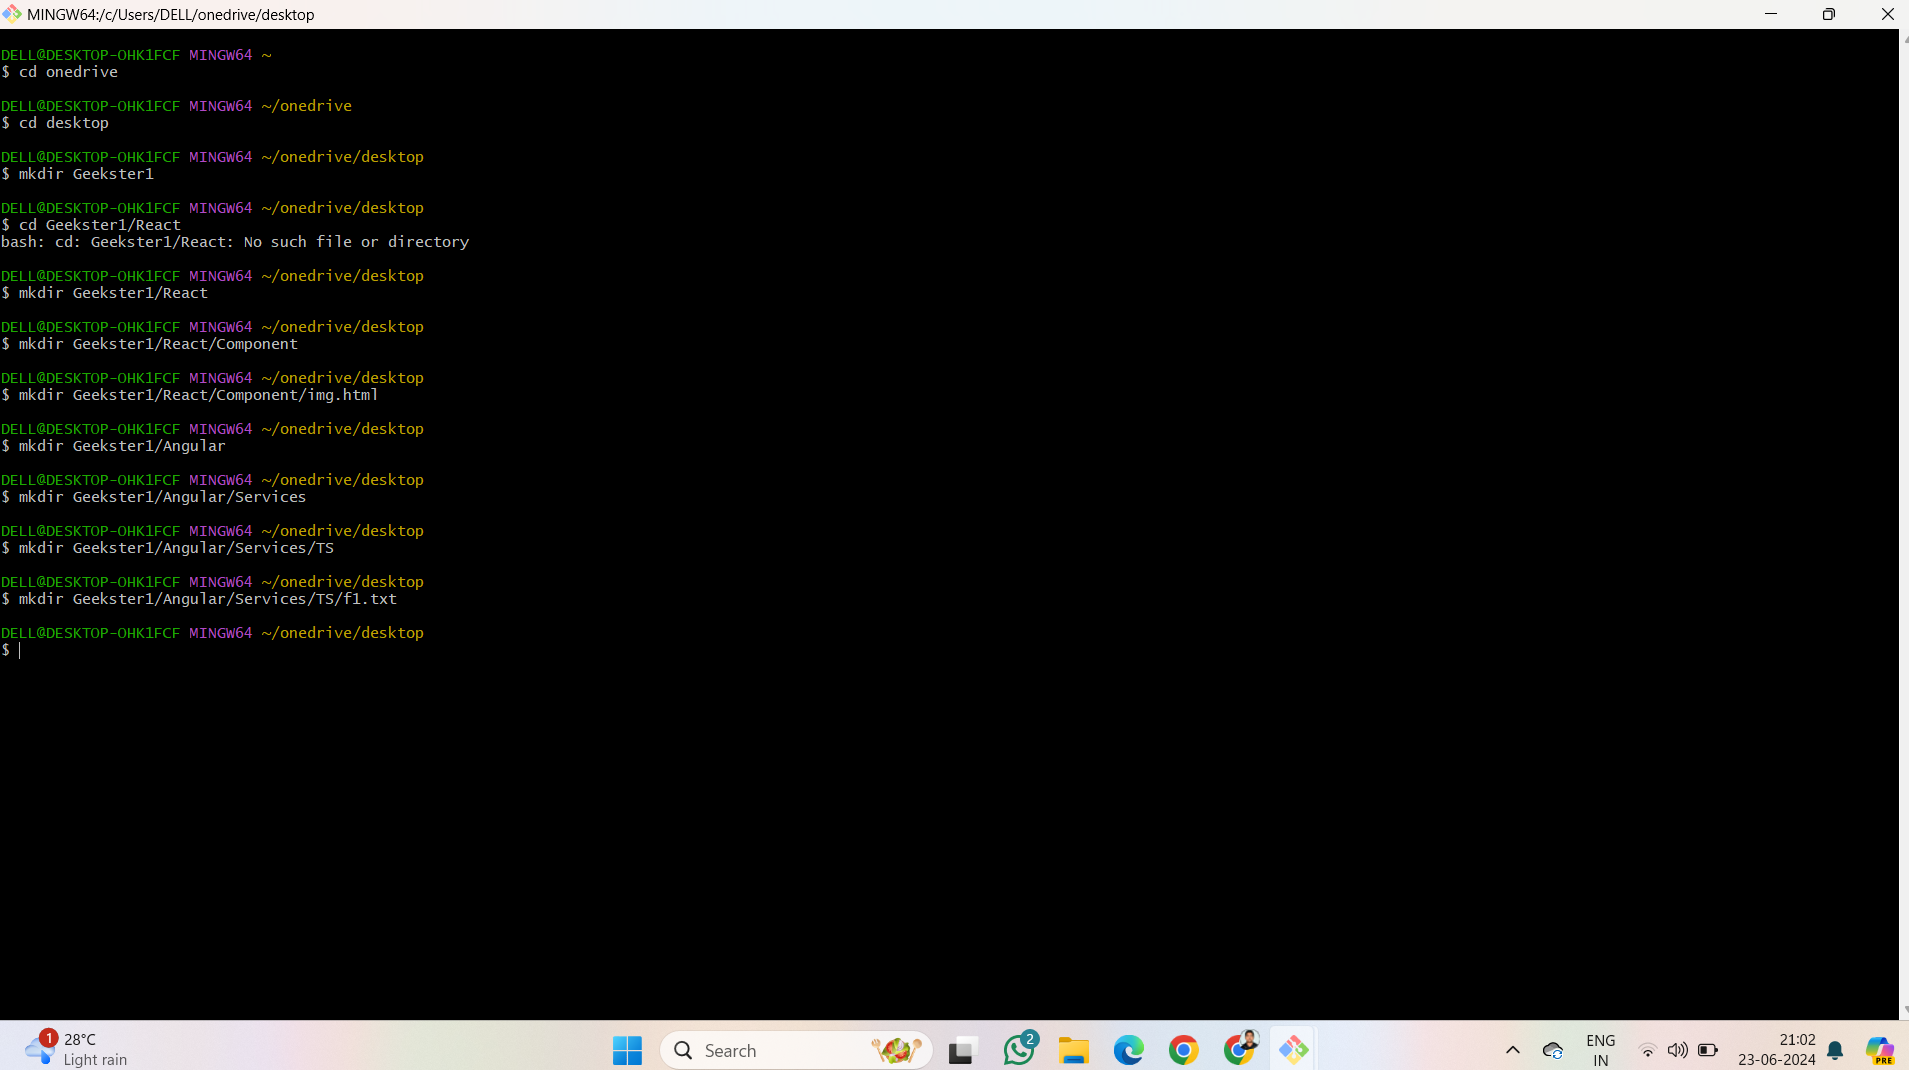 MINGW64:/c/Users/DELL/onedrive/desktop
DELL@DESKTOP-OHK1FCF MINGW64 ~
$ cd onedrive
DELL@DESKTOP-OHK1FCF MINGW64 ~/onedrive
$ cd desktop
DELL@DESKTOP-OHK1FCF MINGW64 ~/onedrive/desktop
$ mkdir Geekster1
DELL@DESKTOP-OHK1FCF MINGW64 ~/onedrive/desktop
$ cd Geekster1/React
bash: cd: Geekster1/React: No such file or directory
DELL@DESKTOP-OHK1FCF MINGW64 ~/onedrive/desktop
$ mkdir Geekster1/React
DELL@DESKTOP-OHK1FCF MINGW64 ~/onedrive/desktop
$ mkdir Geekster1/React/Component
DELL@DESKTOP-OHK1FCF MINGW64 ~/onedrive/desktop
$ mkdir Geekster1/React/Component/img.html
DELL@DESKTOP-OHK1FCF MINGW64 ~/onedrive/desktop
$ mkdir Geekster1/Angular
DELL@DESKTOP-OHK1FCF MINGW64 ~/onedrive/desktop
$ mkdir Geekster1/Angular/Services
DELL@DESKTOP-OHK1FCF MINGW64 ~/onedrive/desktop
$ mkdir Geekster1/Angular/Services/TS
DELL@DESKTOP-OHK1FCF MINGW64 ~/onedrive/desktop
$ mkdir Geekster1/Angular/Services/TS/f1.txt
DELL@DESKTOP-OHK1FCF MINGW64 ~/onedrive/desktop
$
1
28°C
Light rain
Search
2
ENG
IN
21:02
23-06-2024
PRE